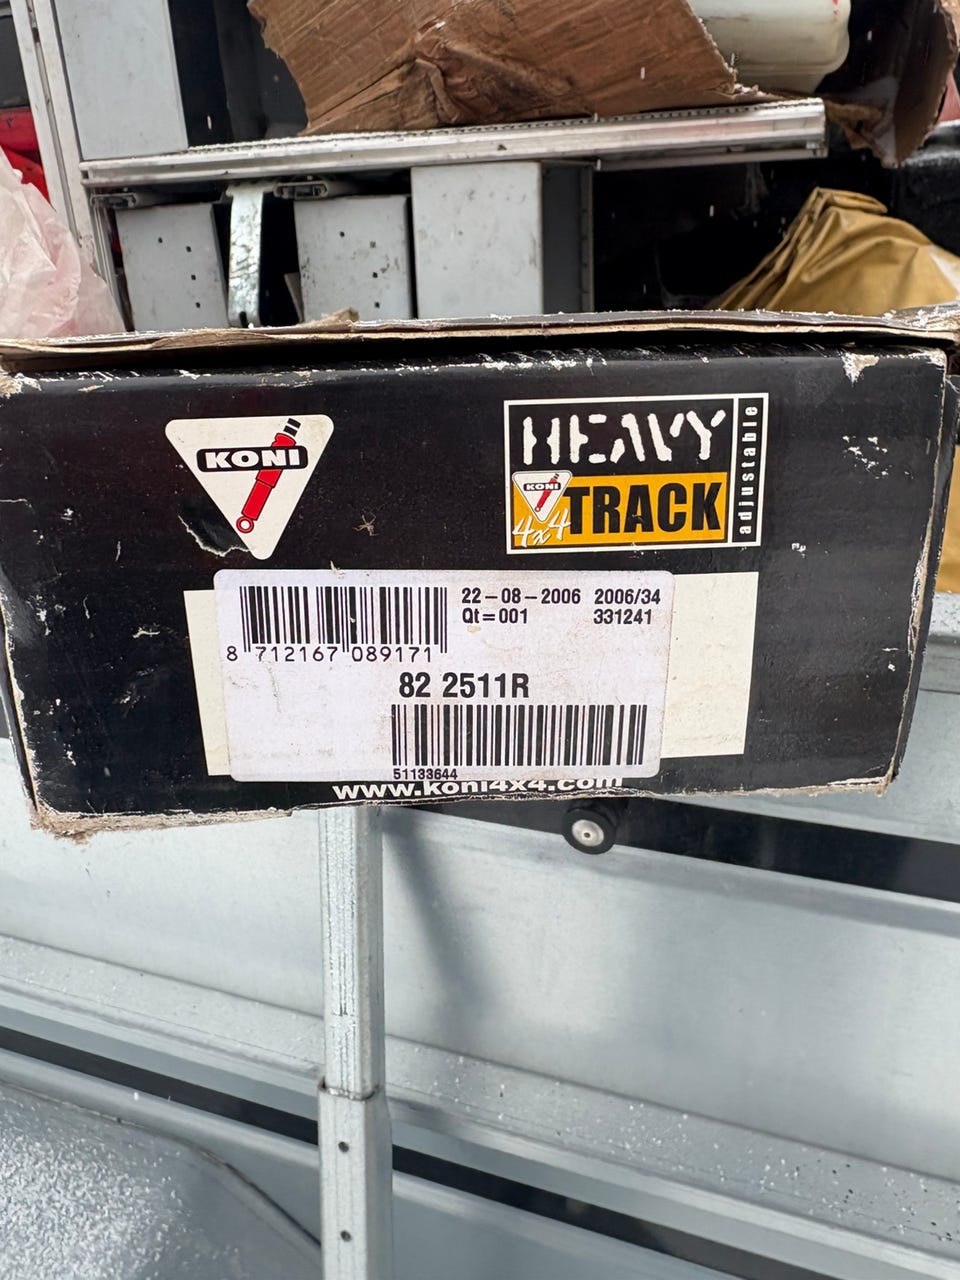 KONI
HEAVY
KONI
4x4 TRACK
adjustable
22-08-2006 2006/34
Qt=001 331241
8 712167 089171
82 2511R
51133644
www.koni4x4.com